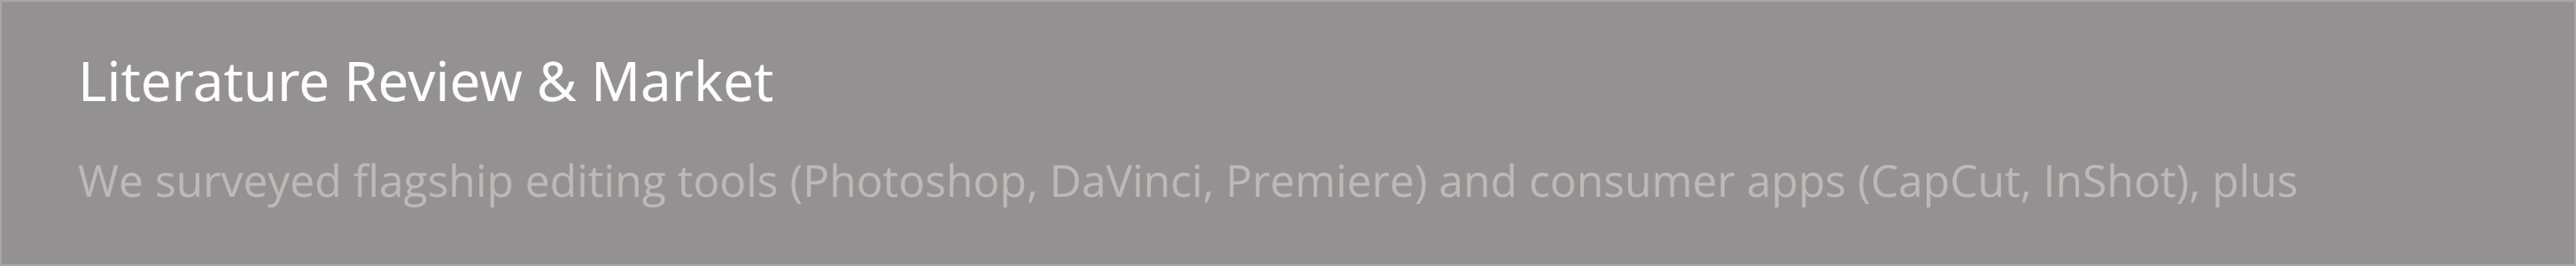 Literature Review & Market
We surveyed flagship editing tools (Photoshop, DaVinci, Premiere) and consumer apps (CapCut, InShot), plus